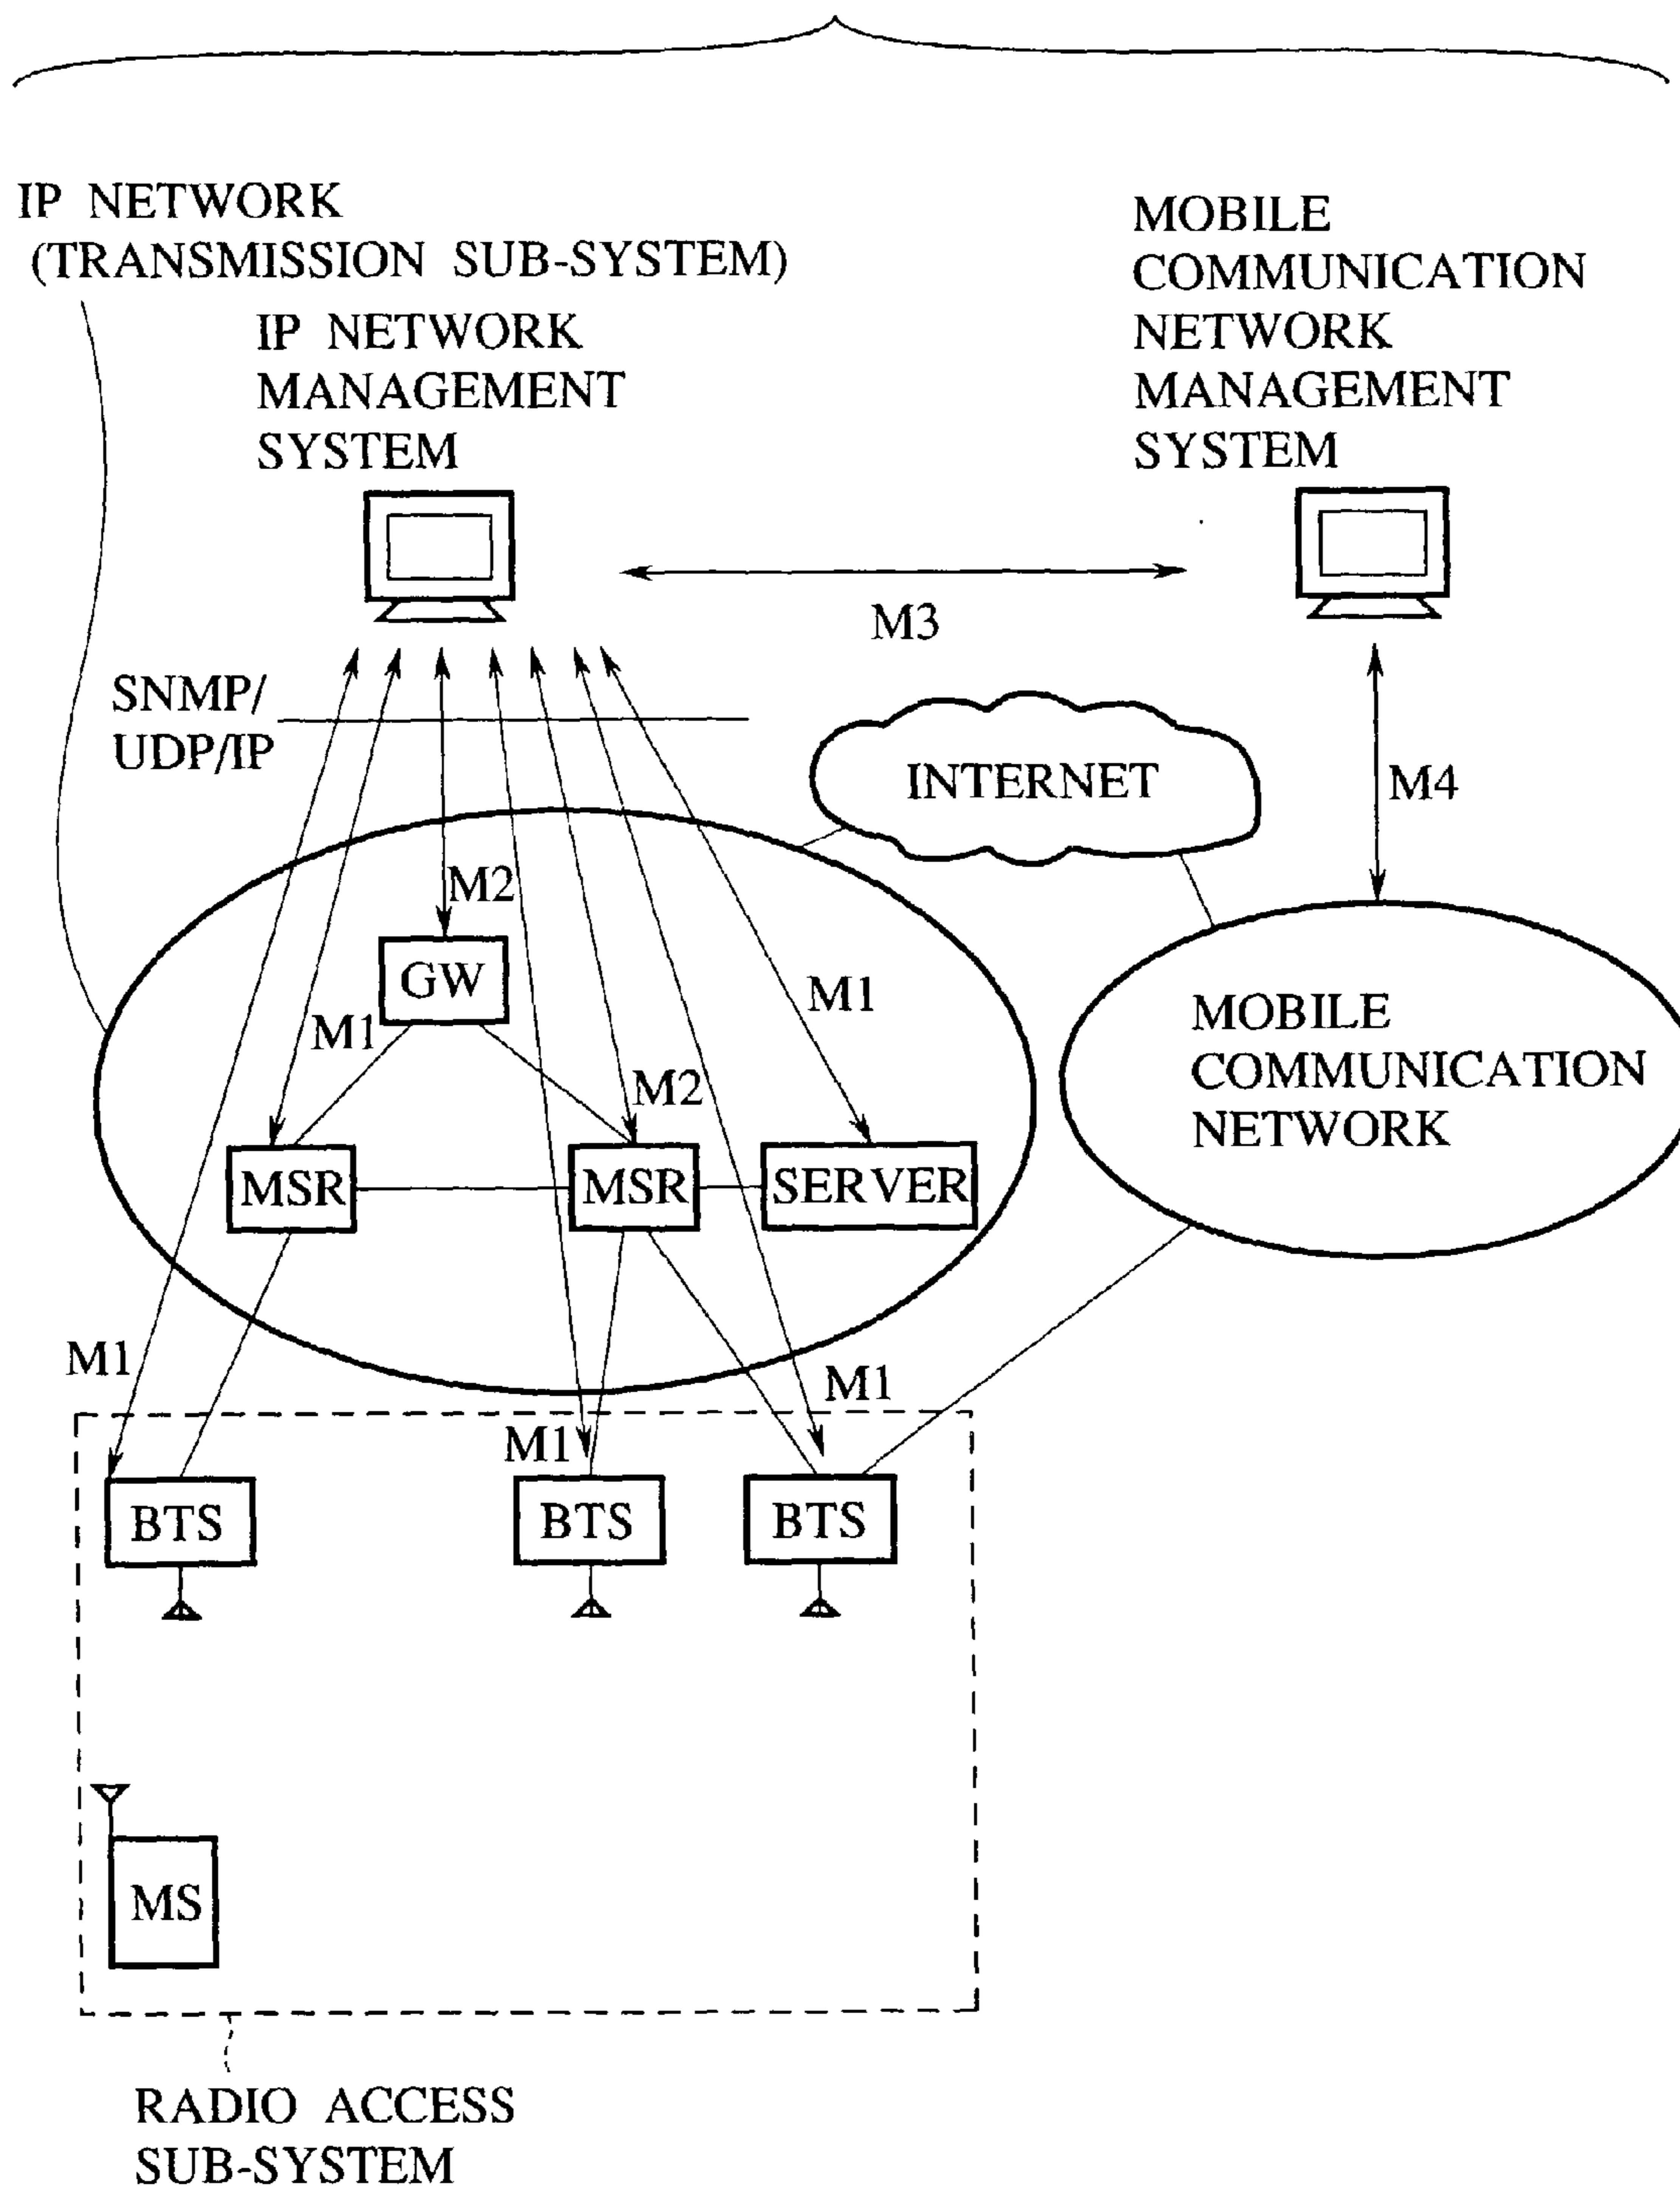 IP NETWORK
(TRANSMISSION SUB-SYSTEM)
IP NETWORK
MANAGEMENT
SYSTEM
MOBILE
COMMUNICATION
NETWORK
MANAGEMENT
SYSTEM
M3
SNMP/
UDP/IP
INTERNET
M4
M2
GW
M1
M1
M2
MOBILE
COMMUNICATION
NETWORK
MSR
MSR
SERVER
M1
M1
M1
BTS
BTS
BTS
MS
RADIO ACCESS
SUB-SYSTEM